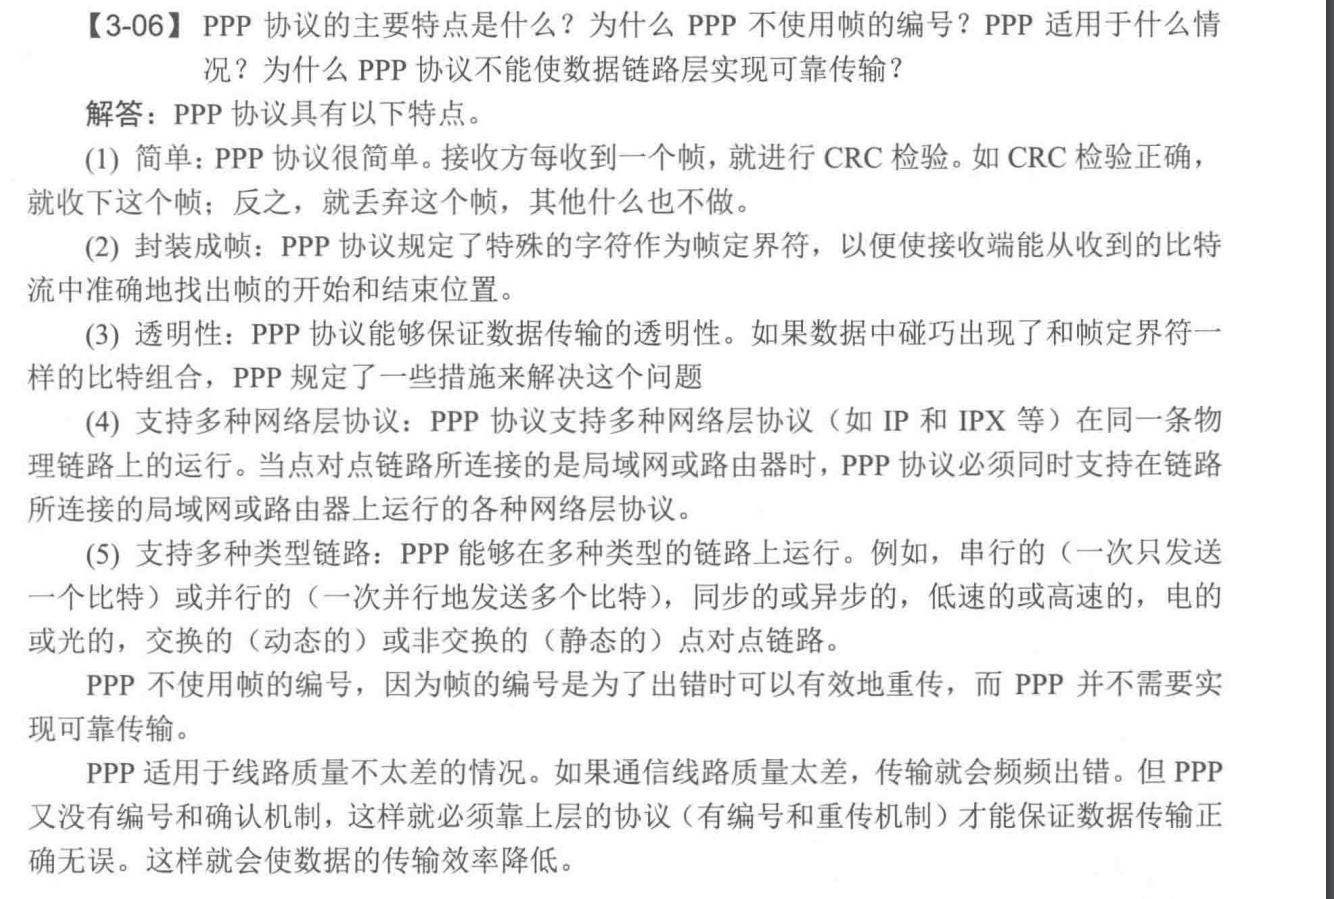 【3-06】 PPP 协议的主要特点是什么？为什么 PPP 不使用帧的编号？PPP 适用于什么情
况？为什么 PPP 协议不能使数据链路层实现可靠传输？
解答：PPP 协议具有以下特点。
(1) 简单：PPP 协议很简单。接收方每收到一个帧，就进行 CRC 检验。如 CRC 检验正确，
就收下这个帧；反之，就丢弃这个帧，其他什么也不做。
(2) 封装成帧：PPP 协议规定了特殊的字符作为帧定界符，以便使接收端能从收到的比特
流中准确地找出帧的开始和结束位置。
(3) 透明性：PPP 协议能够保证数据传输的透明性。如果数据中碰巧出现了和帧定界符一
样的比特组合，PPP 规定了一些措施来解决这个问题
(4) 支持多种网络层协议：PPP 协议支持多种网络层协议（如 IP 和 IPX 等）在同一条物
理链路上的运行。当点对点链路所连接的是局域网或路由器时，PPP 协议必须同时支持在链路
所连接的局域网或路由器上运行的各种网络层协议。
(5) 支持多种类型链路：PPP 能够在多种类型的链路上运行。例如，串行的（一次只发送
一个比特）或并行的（一次并行地发送多个比特），同步的或异步的，低速的或高速的，电的
或光的，交换的（动态的）或非交换的（静态的）点对点链路。
PPP 不使用帧的编号，因为帧的编号是为了出错时可以有效地重传，而 PPP 并不需要实
现可靠传输。
PPP 适用于线路质量不太差的情况。如果通信线路质量太差，传输就会频频出错。但 PPP
又没有编号和确认机制，这样就必须靠上层的协议（有编号和重传机制）才能保证数据传输正
确无误。这样就会使数据的传输效率降低。